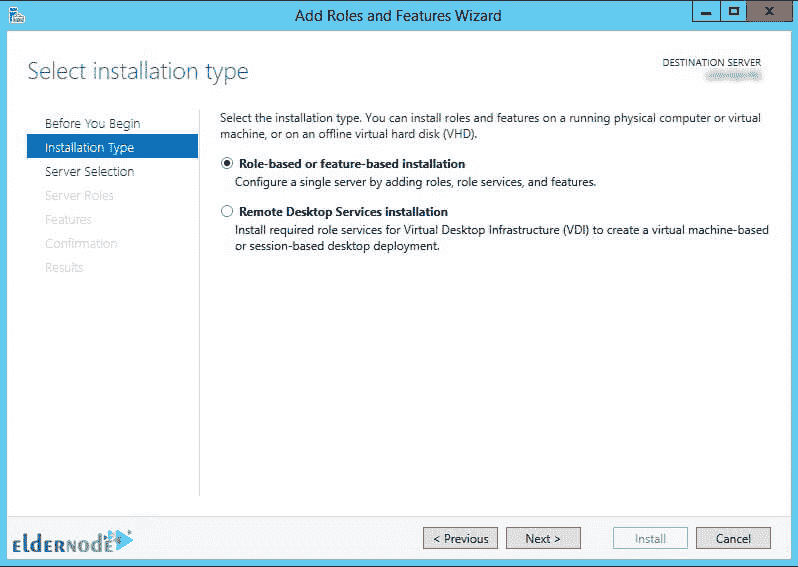 Add Roles and Features Wizard
Select installation type
DESTINATION SERVER
Before You Begin
Installation Type
Server Selection
Server Roles
Features
Confirmation
Results
Select the installation type. You can install roles and features on a running physical computer or virtual
machine, or on an offline virtual hard disk (VHD).
Role-based or feature-based installation
Configure a single server by adding roles, role services, and features.
Remote Desktop Services installation
Install required role services for Virtual Desktop Infrastructure (VDI) to create a virtual machine-based
or session-based desktop deployment.
eldernode
< Previous
Next >
Install
Cancel